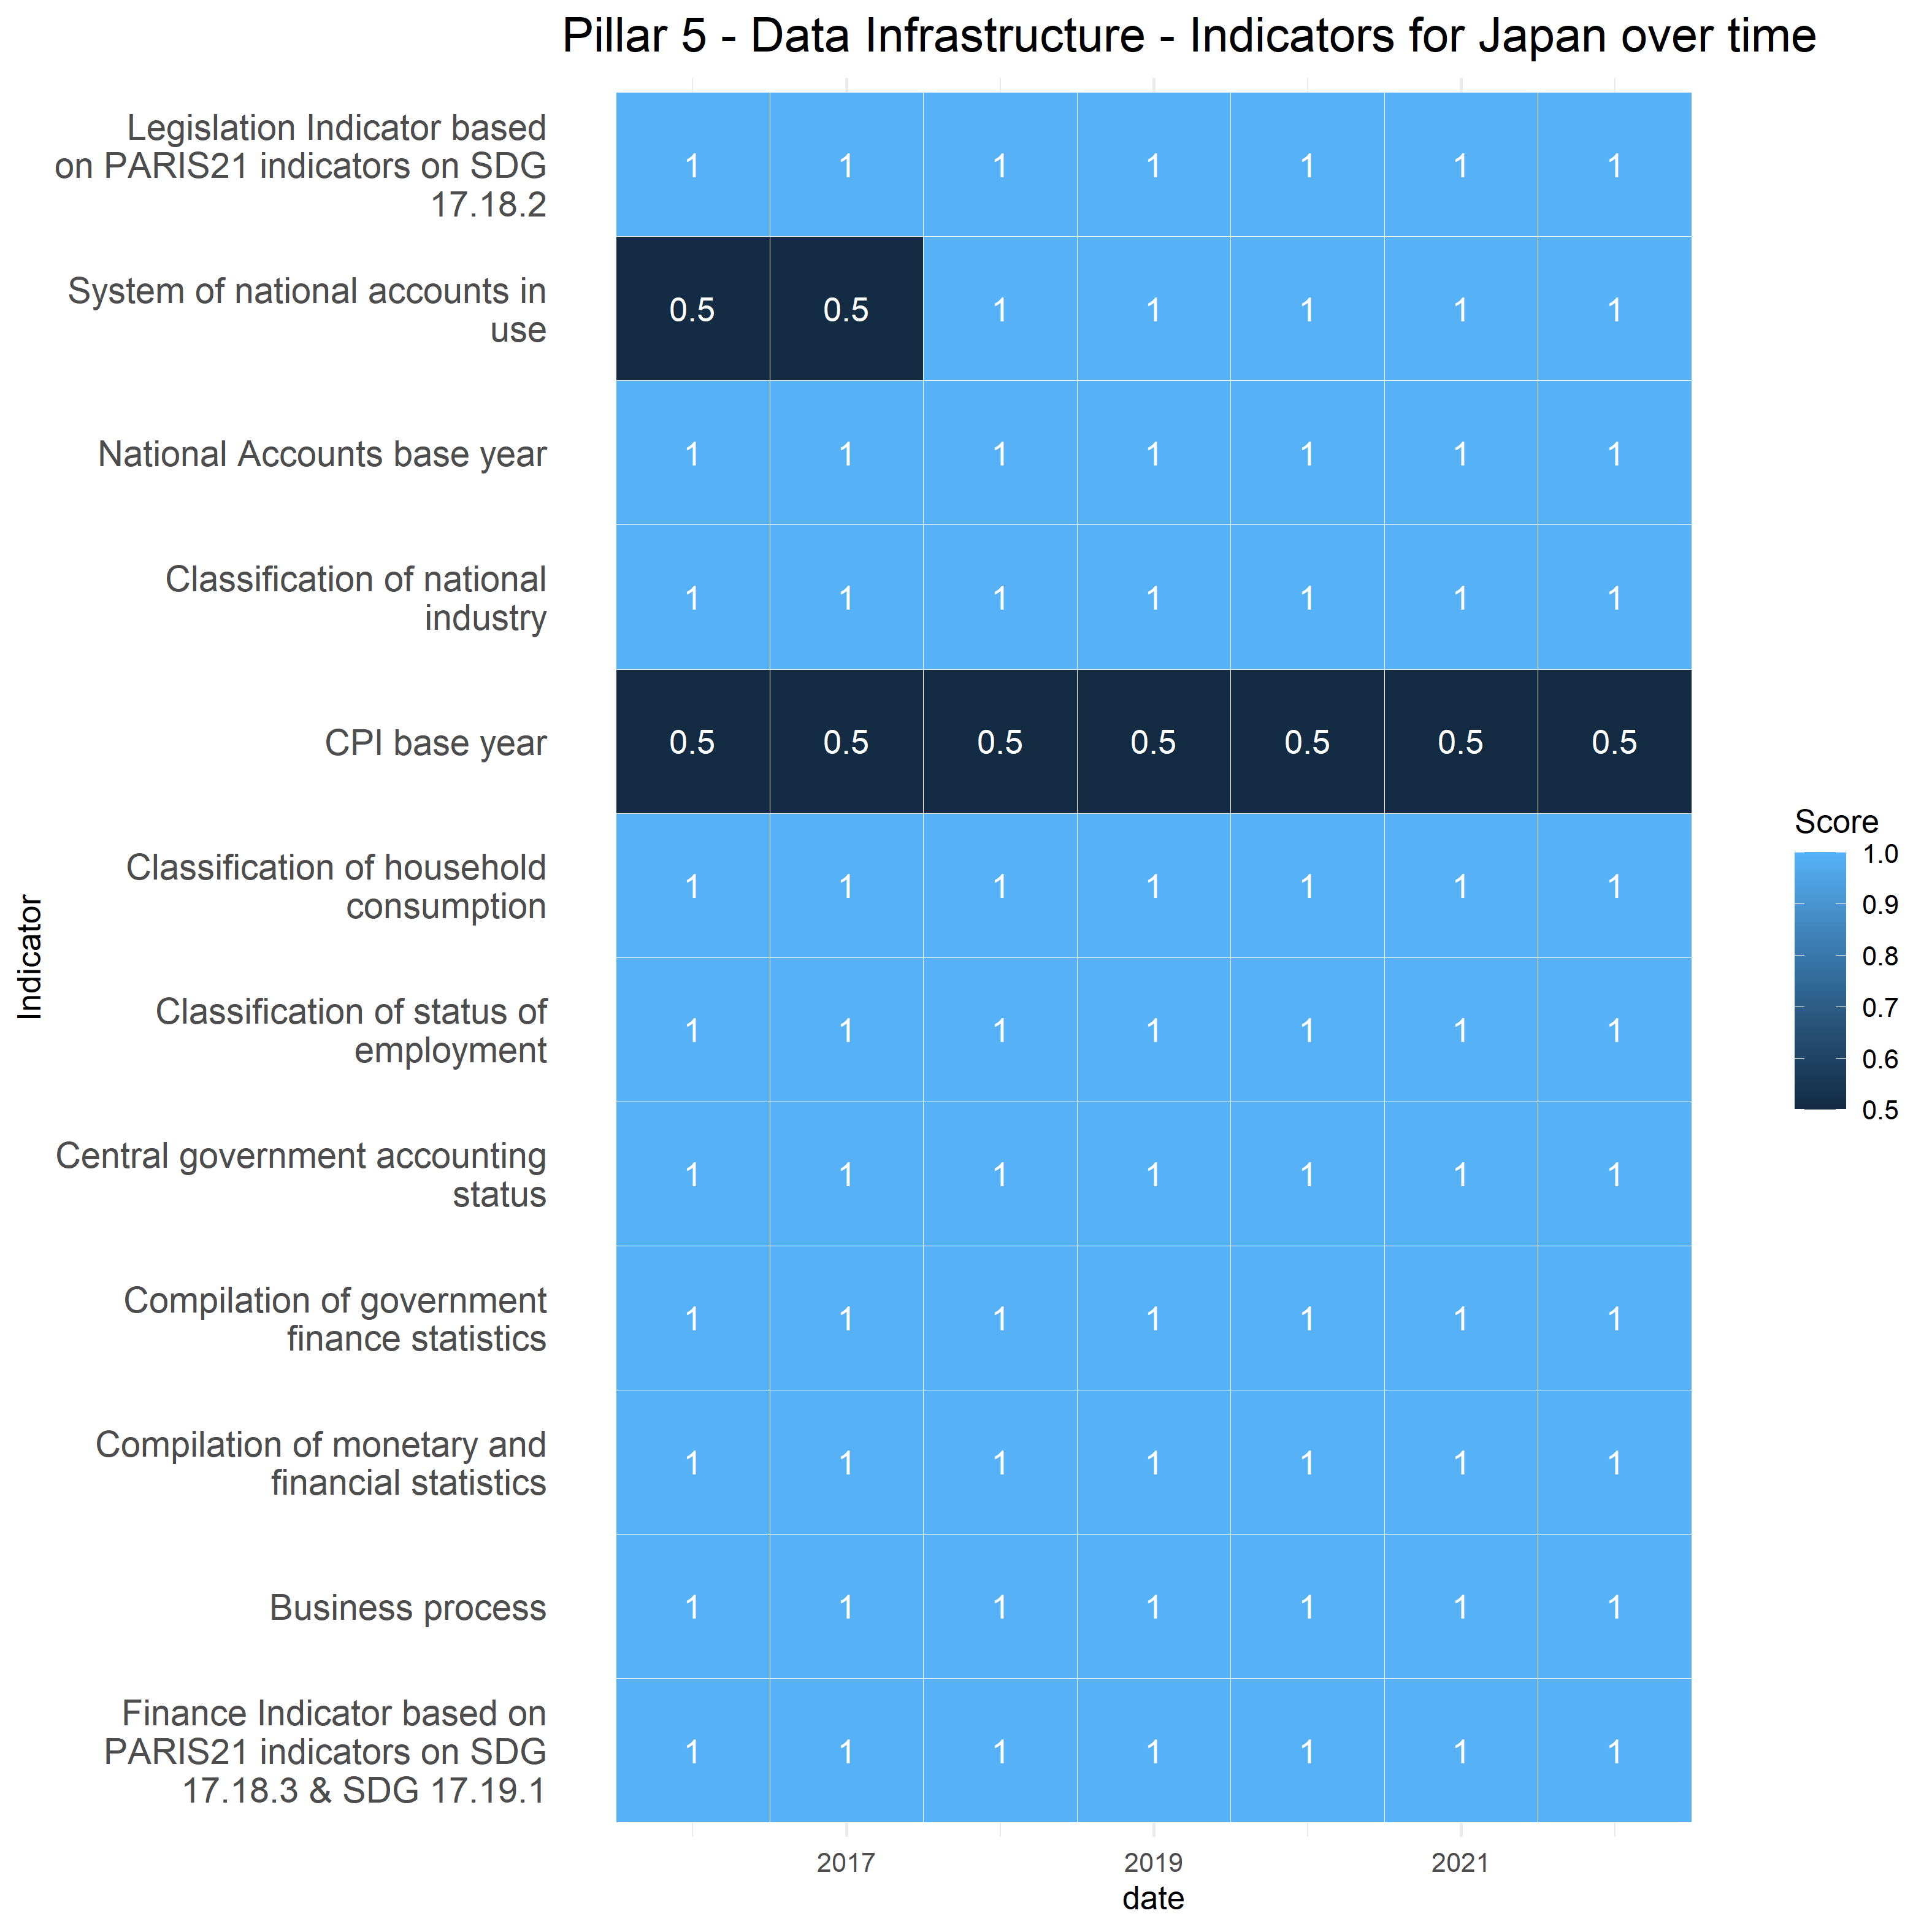 Pillar 5 - Data Infrastructure - Indicators for Japan over time
Legislation Indicator based
on PARIS21 indicators on SDG
17.18.2
1 1 1 1 1 1 1
System of national accounts in
use
0.5 0.5 1 1 1 1 1
National Accounts base year
1 1 1 1 1 1 1
Classification of national
industry
1 1 1 1 1 1 1
CPI base year
0.5 0.5 0.5 0.5 0.5 0.5 0.5
Classification of household
consumption
1 1 1 1 1 1 1
Classification of status of
employment
1 1 1 1 1 1 1
Central government accounting
status
1 1 1 1 1 1 1
Compilation of government
finance statistics
1 1 1 1 1 1 1
Compilation of monetary and
financial statistics
1 1 1 1 1 1 1
Business process
1 1 1 1 1 1 1
Finance Indicator based on
PARIS21 indicators on SDG
17.18.3 & SDG 17.19.1
1 1 1 1 1 1 1
Indicator
2017 2019 2021
date
Score
1.0
0.9
0.8
0.7
0.6
0.5